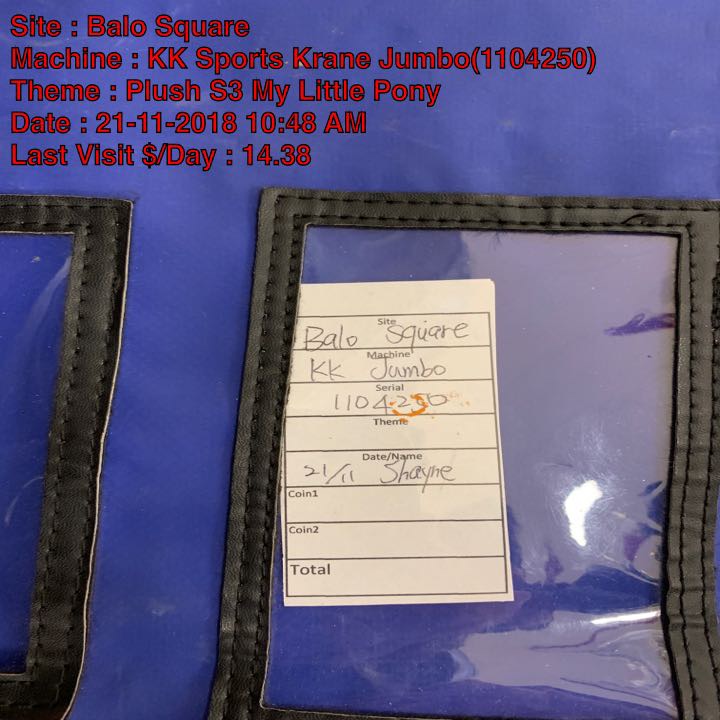 Site : Balo Square
Machine : KK Sports Krane Jumbo(1104250)
Theme : Plush S3 My Little Pony
Date : 21-11-2018 10:48 AM
Last Visit $/Day : 14.38
Site
Balo Square
Machine
KK Jumbo
Serial
1104250
Theme
Date/Name
21/11 Shayne
Coin1
Coin2
Total